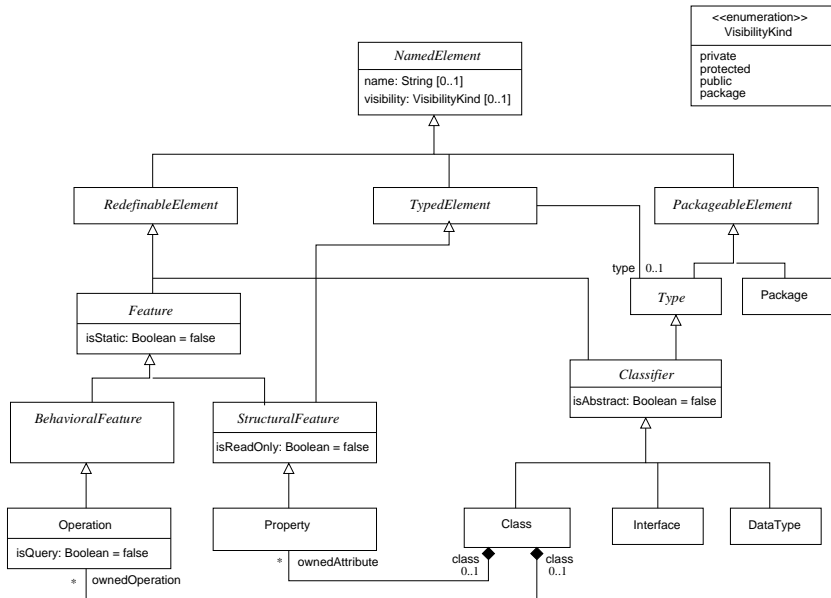 <<enumeration>>
VisibilityKind
private
protected
public
package
NamedElement
name: String [0..1]
visibility: VisibilityKind [0..1]
RedefinableElement
TypedElement
PackageableElement
type
0..1
Feature
isStatic: Boolean = false
Type
Package
Classifier
isAbstract: Boolean = false
BehavioralFeature
StructuralFeature
isReadOnly: Boolean = false
Operation
isQuery: Boolean = false
Property
Class
Interface
DataType
*
ownedAttribute
class
0..1
class
0..1
*
ownedOperation